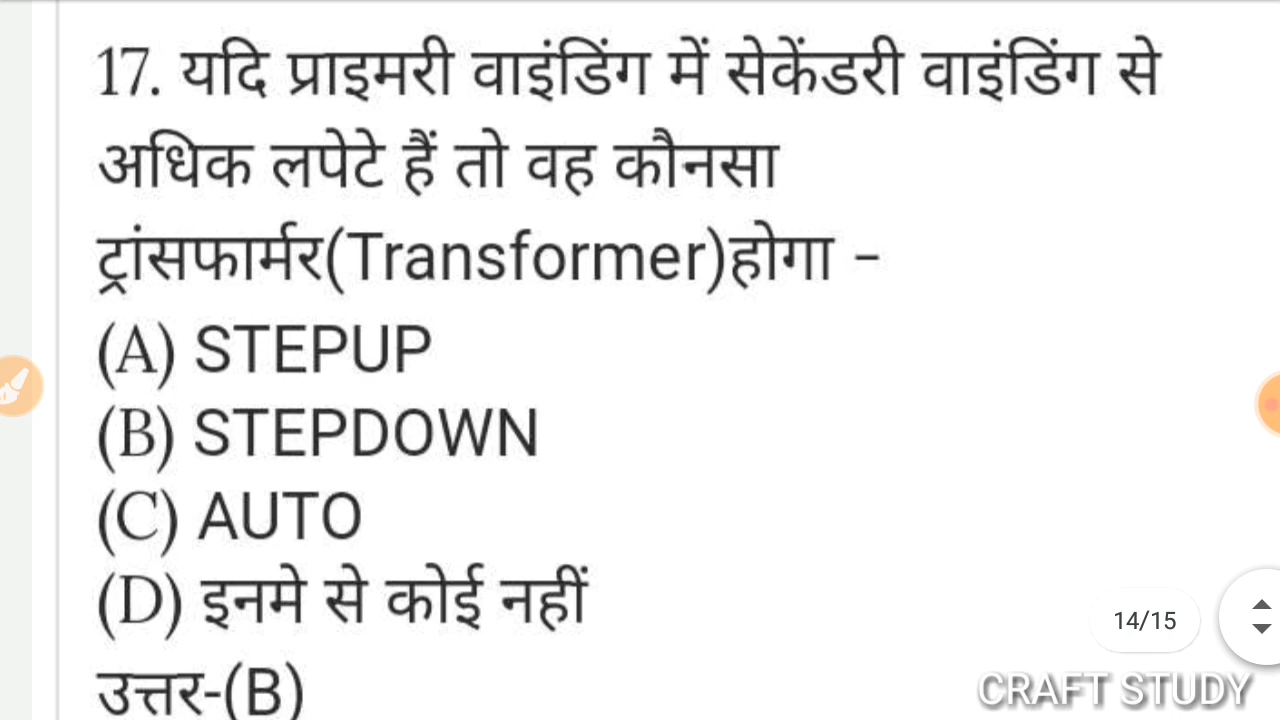 17. यदि प्राइमरी वाइंडिंग में सेकेंडरी वाइंडिंग से
अधिक लपेटे हैं तो वह कौनसा
ट्रांसफार्मर(Transformer)होगा -
(A) STEPUP
(B) STEPDOWN
(C) AUTO
(D) इनमे से कोई नहीं
14/15
उत्तर-(B)
CRAFT STUDY